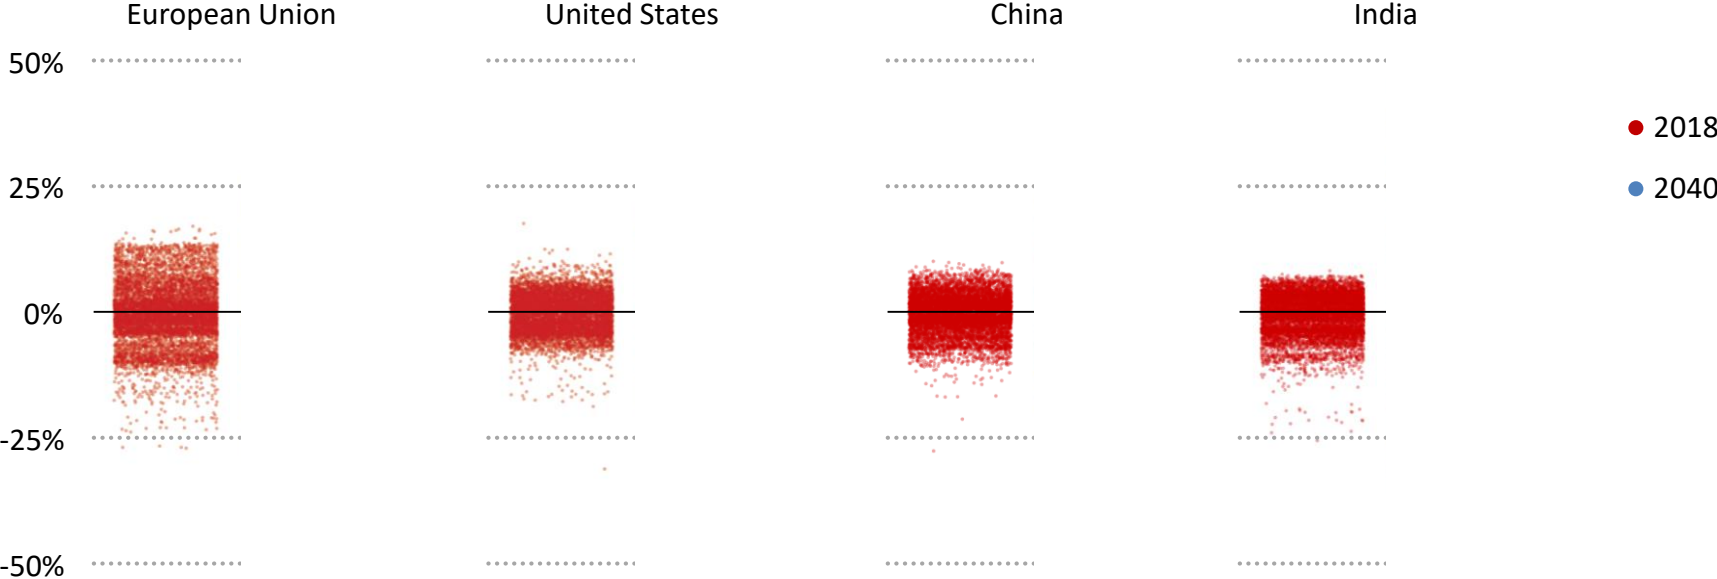 European Union
United States
China
India
50%
25%
0%
-25%
-50%
2018
2040